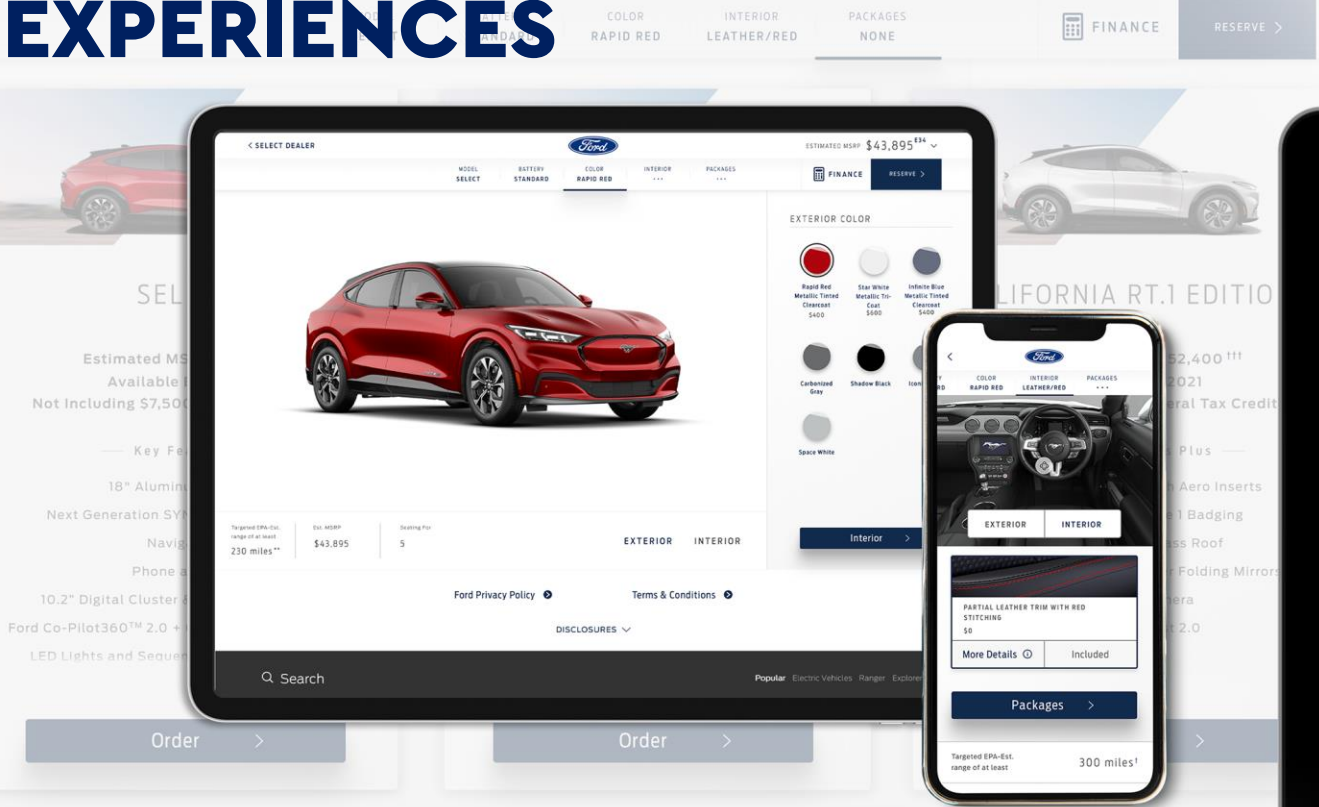 EXPERIENCES
COLOR
RAPID RED
INTERIOR
LEATHER/RED
PACKAGES
NONE
FINANCE
RESERVE >
SEL
Estimated MS
Available
Not Including $7,500
Key Fe
18" Alumin
Next Generation SYN
Navig
Phone a
10.2" Digital Cluster &
Ford Co-Pilot360™ 2.0 +
LED Lights and Sequen
Order >
Order >
LIFORNIA RT.1 EDITIO
52,400 †††
2021
eral Tax Credit
Plus
Aero Inserts
1 Badging
ss Roof
Folding Mirrors
era
t 2.0
>
< SELECT DEALER
Ford
ESTIMATED MSRP $43,895 E34
MODEL
SELECT
BATTERY
STANDARD
COLOR
RAPID RED
INTERIOR
...
PACKAGES
...
FINANCE
RESERVE >
EXTERIOR COLOR
Rapid Red
Metallic Tinted
Clearcoat
$400
Star White
Metallic Tri-
Coat
$600
Infinite Blue
Metallic Tinted
Clearcoat
$400
Carbonized
Gray
Shadow Black
Icon
Space White
Targeted EPA-Est.
range of at least
230 miles**
Est. MSRP
$43,895
Seating For
5
EXTERIOR INTERIOR
Interior >
Ford Privacy Policy
Terms & Conditions
DISCLOSURES
Search
Popular Electric Vehicles Ranger Explorer
<
Ford
Y
RD
COLOR
RAPID RED
INTERIOR
LEATHER/RED
PACKAGES
...
EXTERIOR
INTERIOR
PARTIAL LEATHER TRIM WITH RED
STITCHING
$0
More Details
Included
Packages >
Targeted EPA-Est.
range of at least
300 miles†